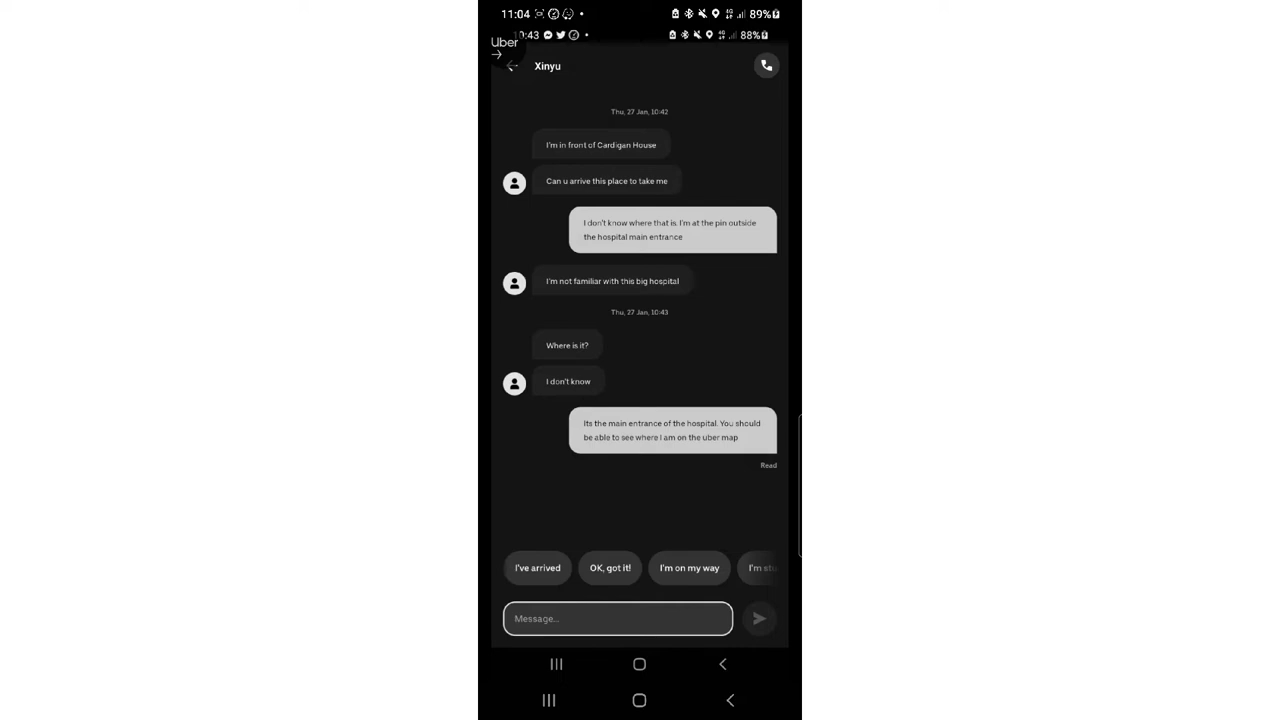 11:04 89%
10:43 88%
Uber
Xinyu
Thu, 27 Jan, 10:42
I'm in front of Cardigan House
Can u arrive this place to take me
I don't know where that is. I'm at the pin outside
the hospital main entrance
I'm not familiar with this big hospital
Thu, 27 Jan, 10:43
Where is it?
I don't know
Its the main entrance of the hospital. You should
be able to see where I am on the uber map
Read
I've arrived OK, got it! I'm on my way I'm stu
Message...